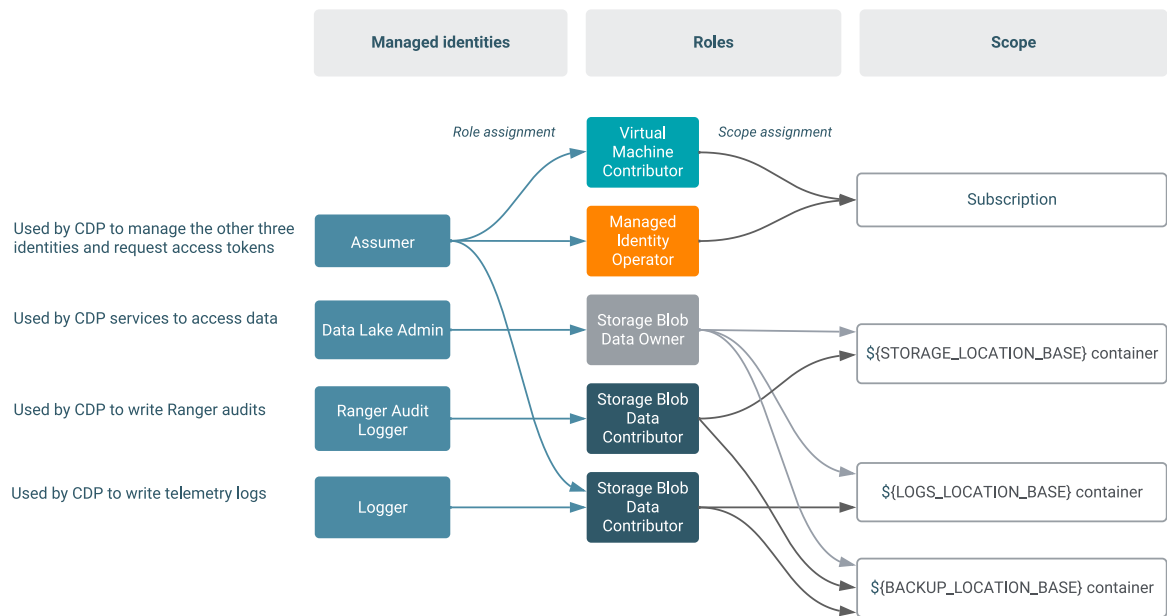 Managed identities
Roles
Scope
Role assignment
Virtual
Machine
Contributor
Scope assignment
Subscription
Used by CDP to manage the other three
identities and request access tokens
Assumer
Managed
Identity
Operator
Used by CDP services to access data
Data Lake Admin
Storage Blob
Data Owner
${STORAGE_LOCATION_BASE} container
Used by CDP to write Ranger audits
Ranger Audit
Logger
Storage Blob
Data
Contributor
Used by CDP to write telemetry logs
Logger
Storage Blob
Data
Contributor
${LOGS_LOCATION_BASE} container
${BACKUP_LOCATION_BASE} container